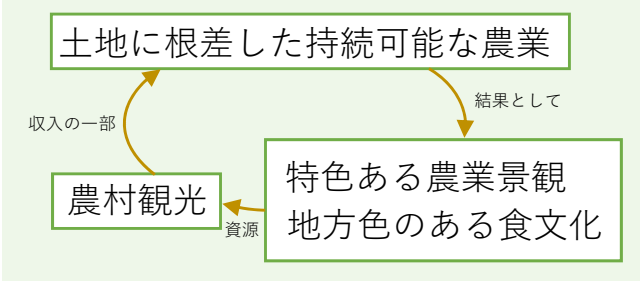 土地に根差した持続可能な農業
結果として
収入の一部
特色ある農業景観
地方色のある食文化
農村観光
資源